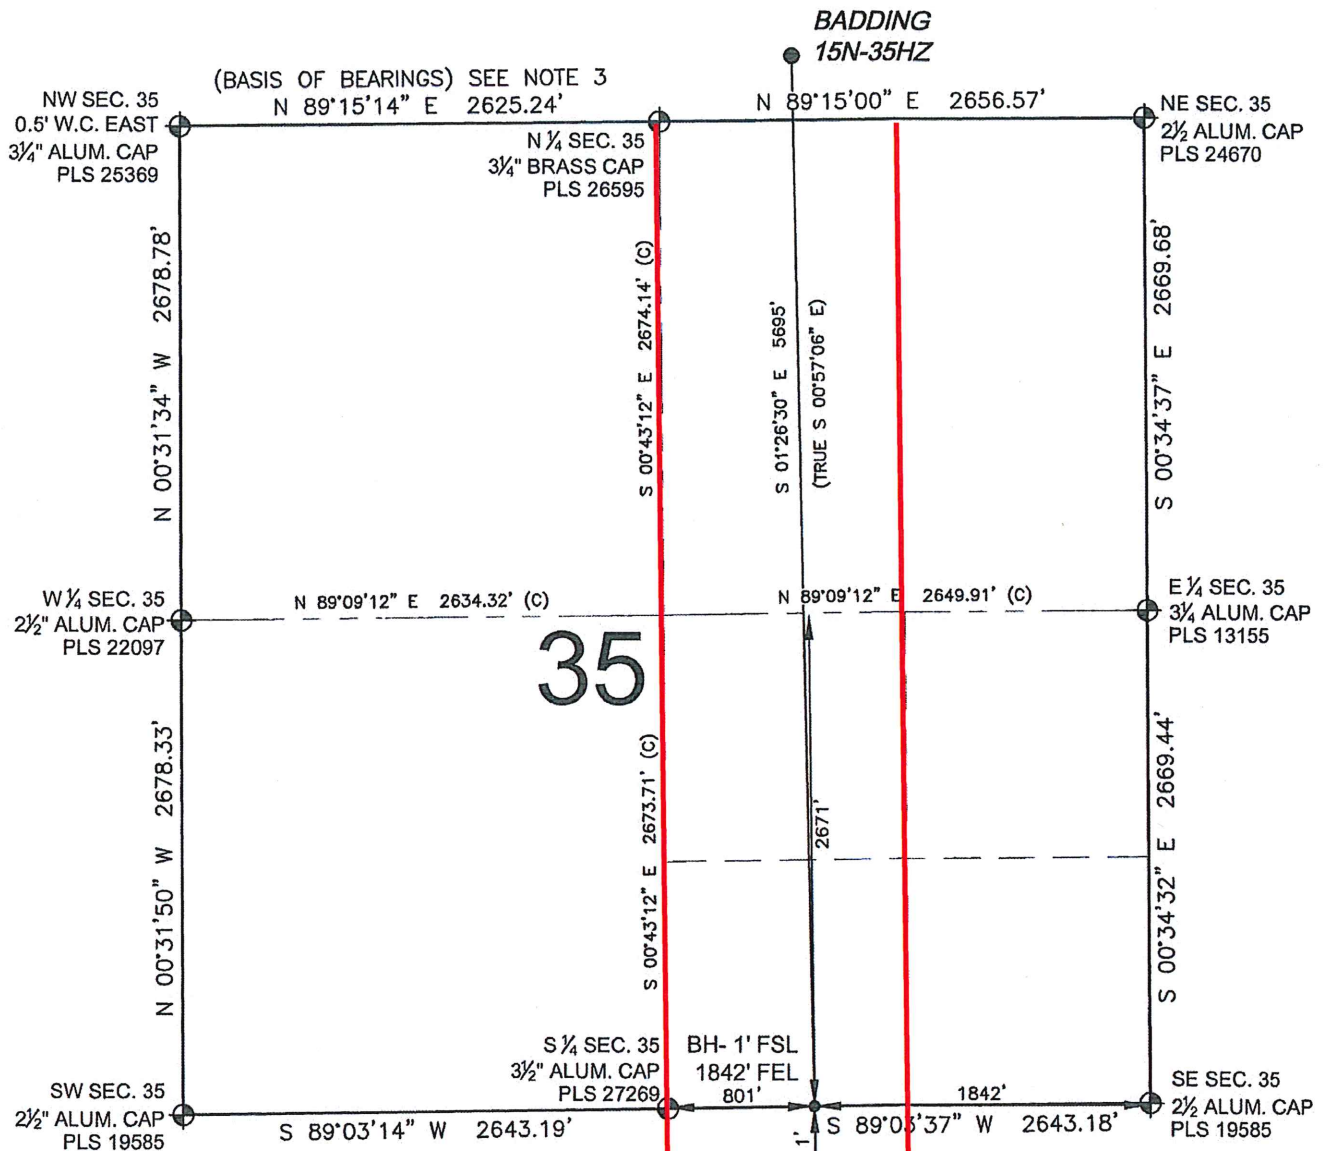 BADDING
15N-35HZ
(BASIS OF BEARINGS) SEE NOTE 3
N 89°15'14" E 2625.24'
N 89°15'00" E 2656.57'
NW SEC. 35
0.5' W.C. EAST
3¼" ALUM. CAP
PLS 25369
N ¼ SEC. 35
3¼" BRASS CAP
PLS 26595
NE SEC. 35
2½ ALUM. CAP
PLS 24670
N 00°31'34" W 2678.78'
S 00°43'12" E 2674.14' (C)
S 01°26'30" E 5695'
(TRUE S 00°57'06" E)
S 00°34'37" E 2669.68'
W ¼ SEC. 35
2½" ALUM. CAP
PLS 22097
N 89°09'12" E 2634.32' (C)
N 89°09'12" E 2649.91' (C)
E ¼ SEC. 35
3¼ ALUM. CAP
PLS 13155
35
N 00°31'50" W 2678.33'
S 00°43'12" E 2673.71' (C)
2671'
S 00°34'32" E 2669.44'
S ¼ SEC. 35
3½" ALUM. CAP
PLS 27269
BH- 1' FSL
1842' FEL
801'
1842'
SW SEC. 35
2½" ALUM. CAP
PLS 19585
S 89°03'14" W 2643.19'
1'
S 89°03'37" W 2643.18'
SE SEC. 35
2½ ALUM. CAP
PLS 19585